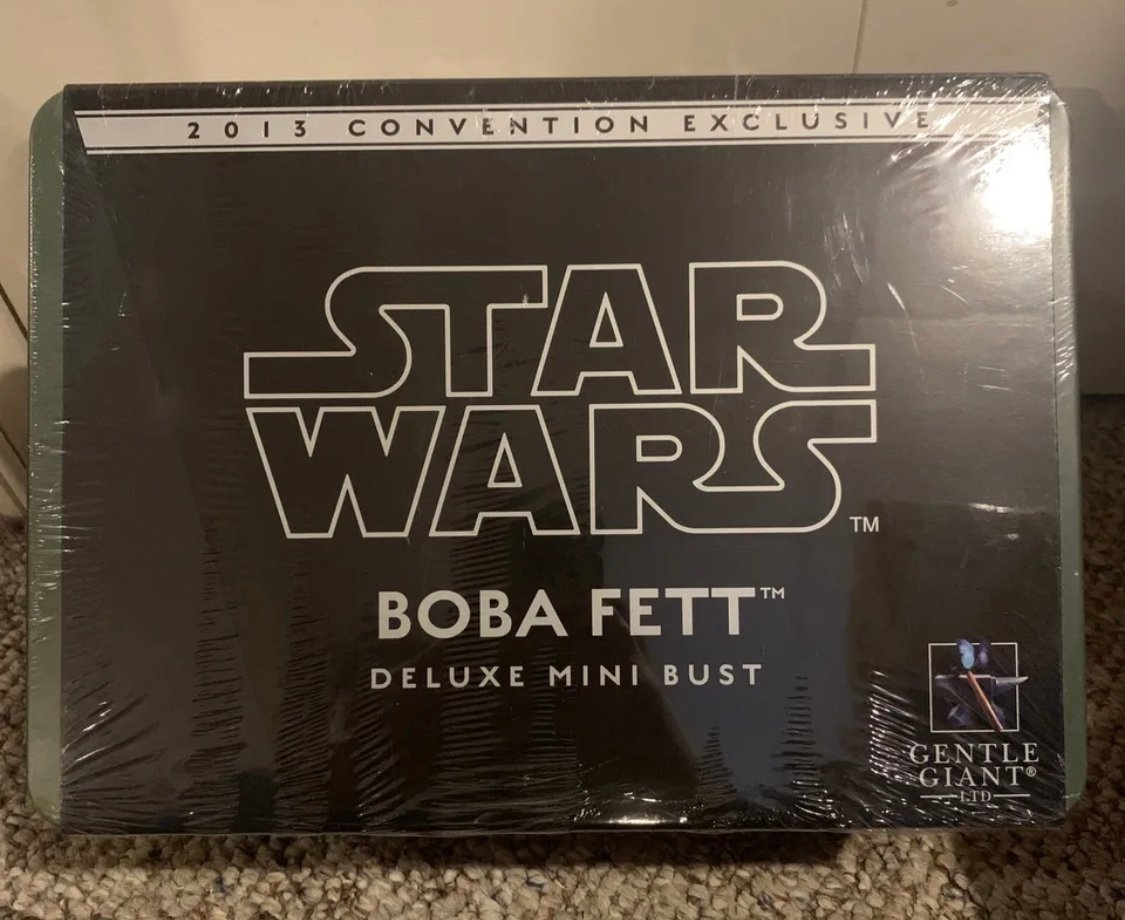 2013 CONVENTION EXCLUSIVE
STAR
WARS TM
BOBA FETT™
DELUXE MINI BUST
GENTLE
GIANT®
LTD